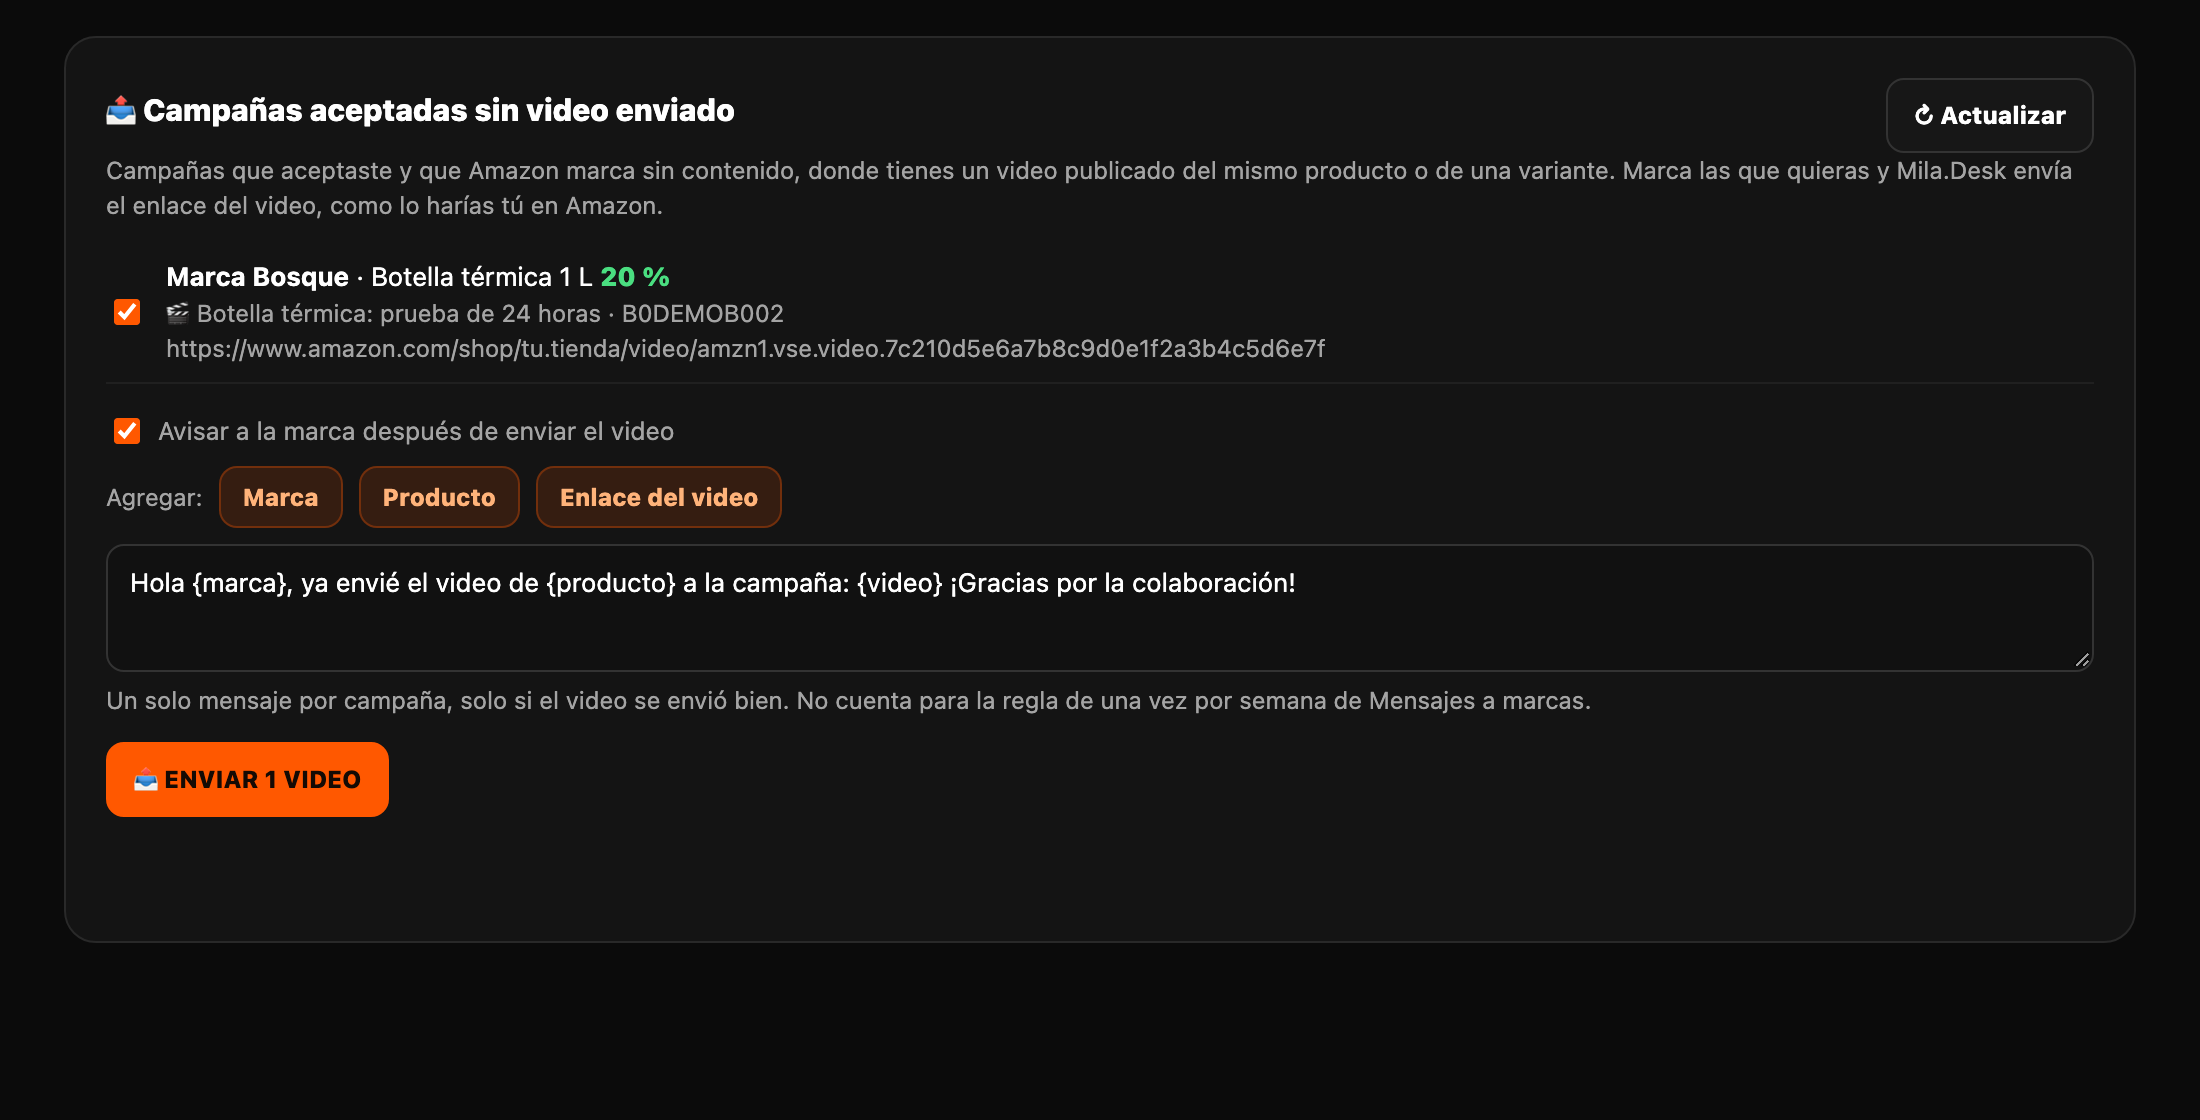 📤 Campañas aceptadas sin video enviado
↻ Actualizar
Campañas que aceptaste y que Amazon marca sin contenido, donde tienes un video publicado del mismo producto o de una variante. Marca las que quieras y Mila.Desk envía
el enlace del video, como lo harías tú en Amazon.
Marca Bosque · Botella térmica 1 L 20 %
🎬 Botella térmica: prueba de 24 horas · B0DEMOB002
https://www.amazon.com/shop/tu.tienda/video/amzn1.vse.video.7c210d5e6a7b8c9d0e1f2a3b4c5d6e7f
Avisar a la marca después de enviar el video
Agregar: Marca Producto Enlace del video
Hola {marca}, ya envié el video de {producto} a la campaña: {video} ¡Gracias por la colaboración!
Un solo mensaje por campaña, solo si el video se envió bien. No cuenta para la regla de una vez por semana de Mensajes a marcas.
📤 ENVIAR 1 VIDEO